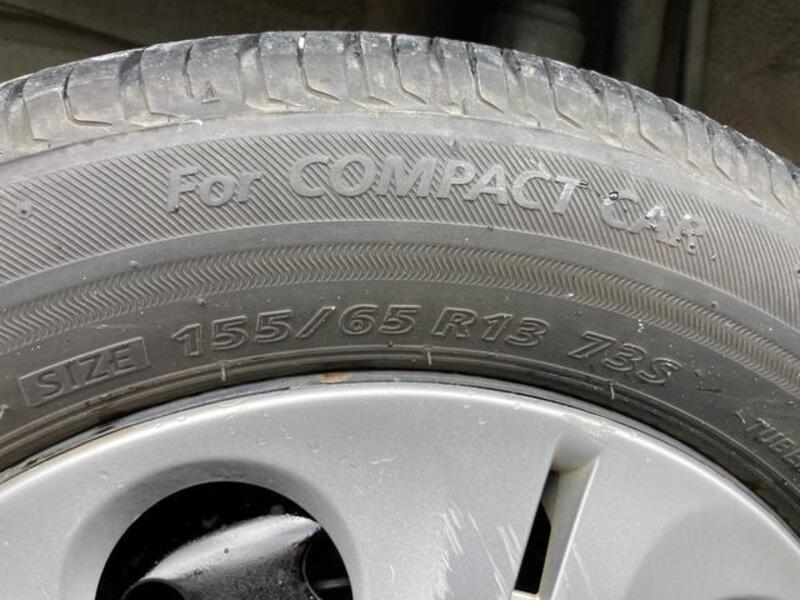 For COMPACT CAR
SIZE 155/65 R13 73S